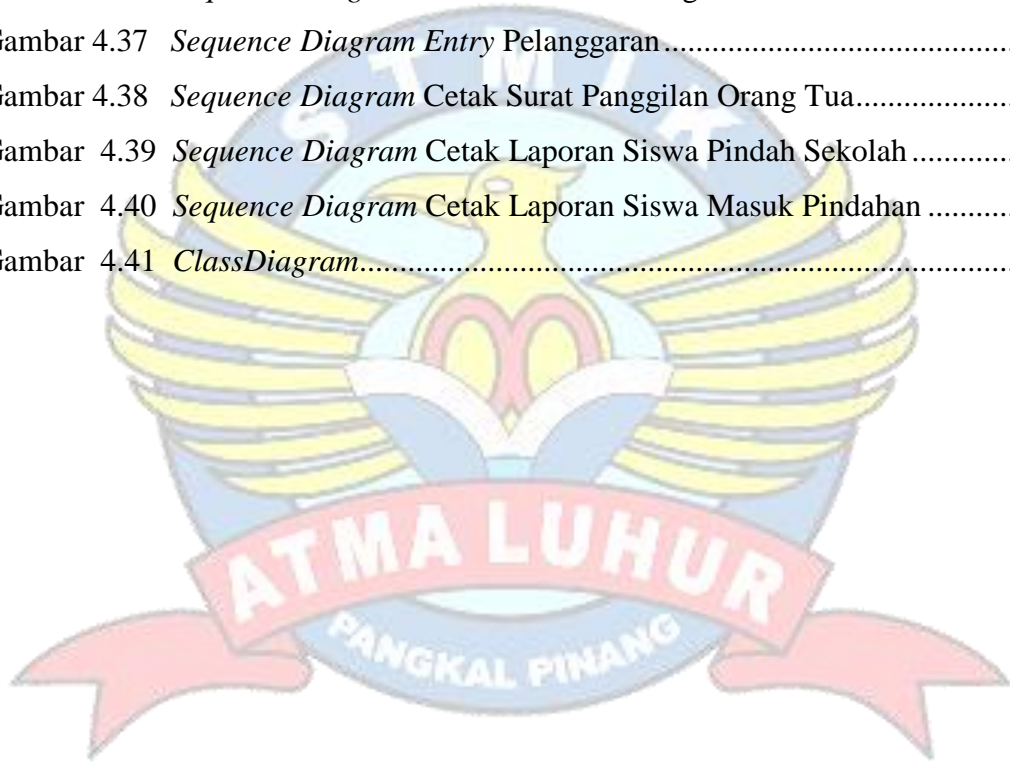 Gambar 4.37 Sequence Diagram Entry Pelanggaran....................................
Gambar 4.38 Sequence Diagram Cetak Surat Panggilan Orang Tua....................
Gambar 4.39 Sequence Diagram Cetak Laporan Siswa Pindah Sekolah.............
Gambar 4.40 Sequence Diagram Cetak Laporan Siswa Masuk Pindahan...........
Gambar 4.41 ClassDiagram..........................................................................
STMIK
ATMA LUHUR
PANGKAL PINANG